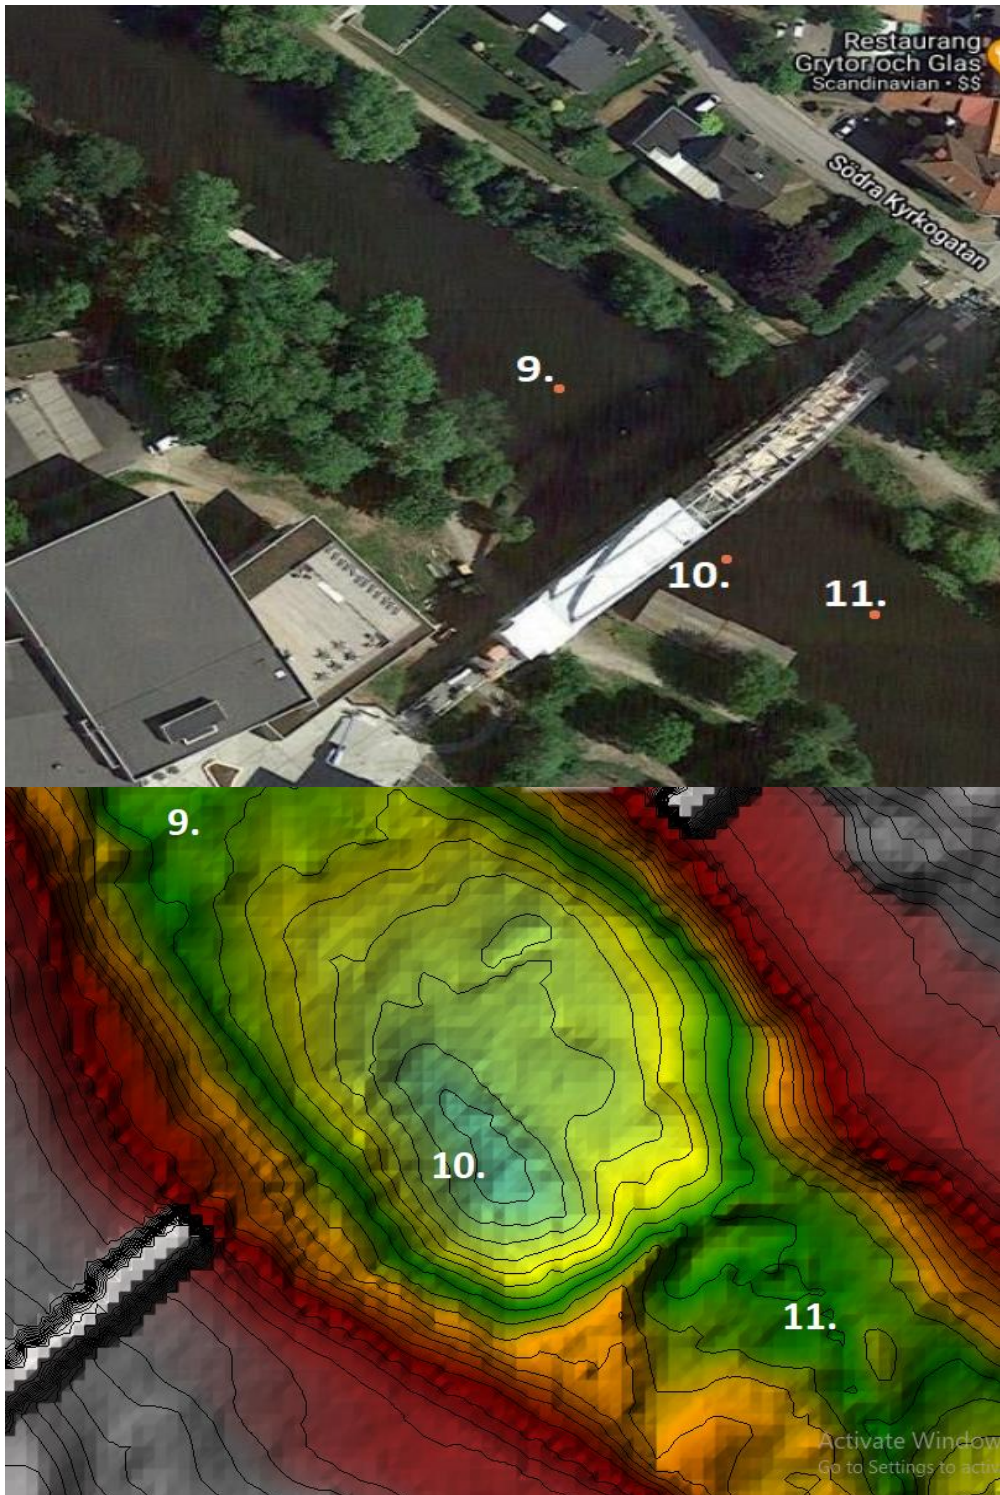 Restaurang
Grytor och Glas
Scandinavian · $$
Södra Kyrkogatan
9.
10.
11.
9.
10.
11.
Activate Window
Go to Settings to activ